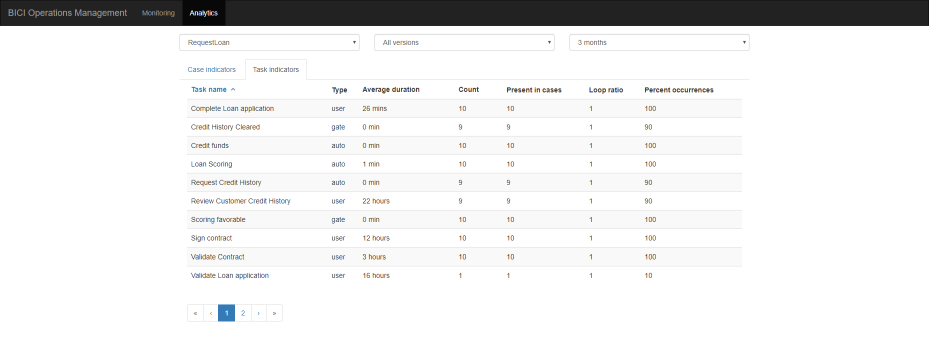 BICI Operations Management Monitoring Analytics
RequestLoan All versions 3 months
Case indicators Task indicators
Task name Type Average duration Count Present in cases Loop ratio Percent occurrences
Complete Loan application user 26 mins 10 10 1 100
Credit History Cleared gate 0 min 9 9 1 90
Credit funds auto 0 min 10 10 1 100
Loan Scoring auto 1 min 10 10 1 100
Request Credit History auto 0 min 9 9 1 90
Review Customer Credit History user 22 hours 9 9 1 90
Scoring favorable gate 0 min 10 10 1 100
Sign contract user 12 hours 10 10 1 100
Validate Contract user 3 hours 10 10 1 100
Validate Loan application user 16 hours 1 1 1 10
« ‹ 1 2 › »